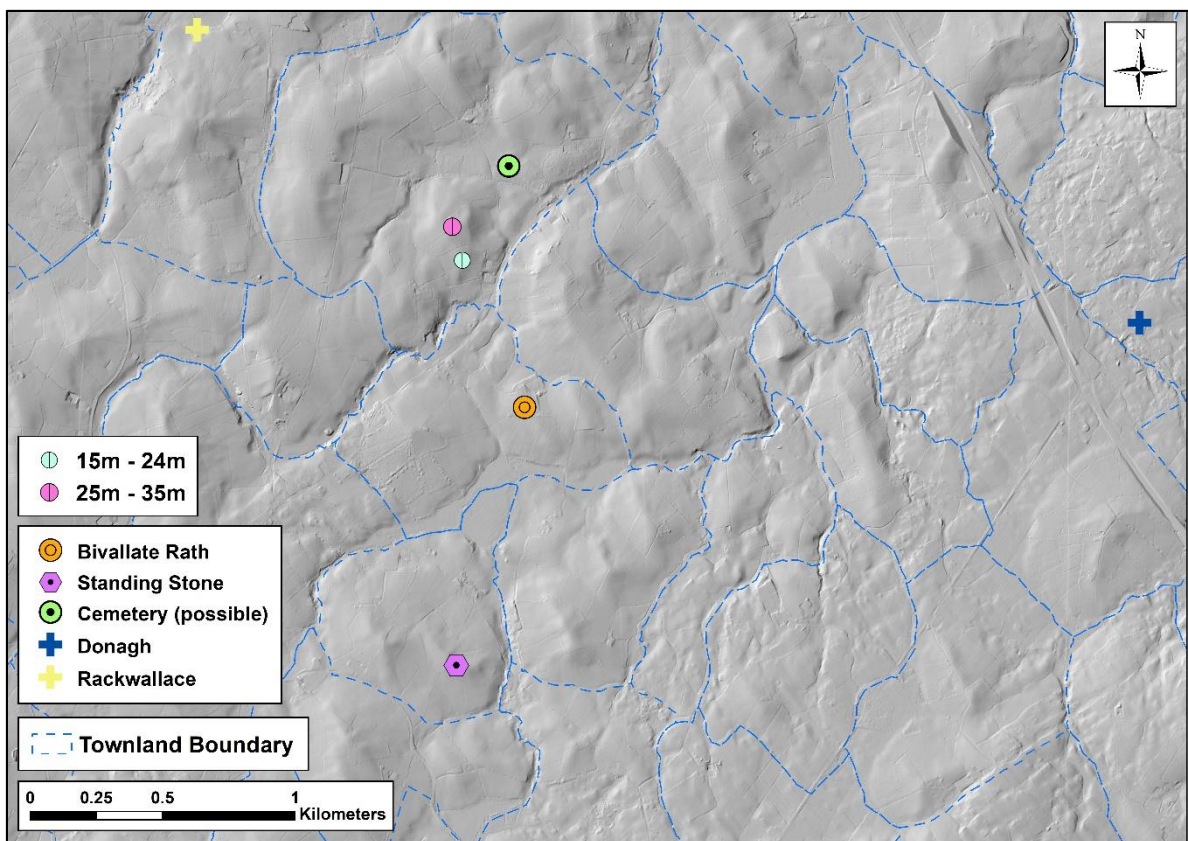 N
15m - 24m
25m - 35m
Bivallate Rath
Standing Stone
Cemetery (possible)
Donagh
Rackwallace
Townland Boundary
0 0.25 0.5 1
Kilometers